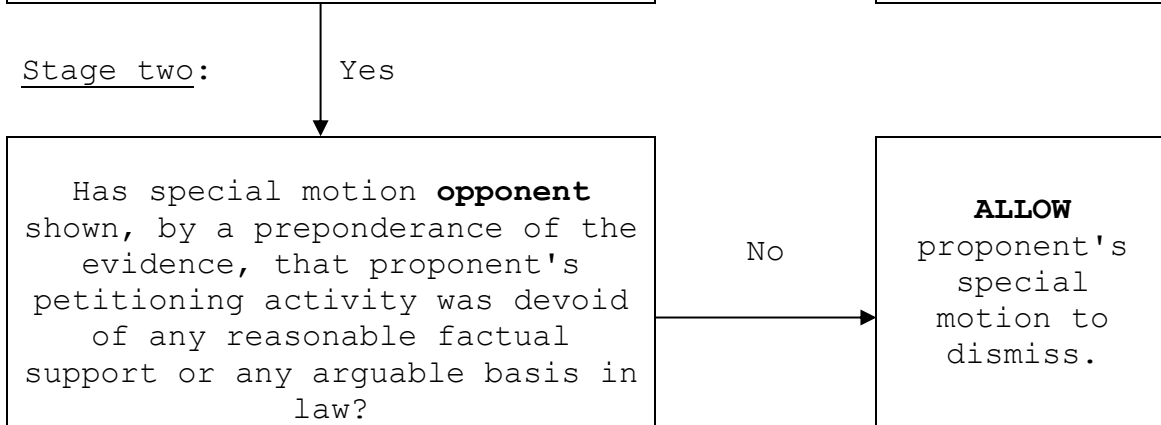 Stage two:
Yes
Has special motion opponent
shown, by a preponderance of the
evidence, that proponent's
petitioning activity was devoid
of any reasonable factual
support or any arguable basis in
law?
No
ALLOW
proponent's
special
motion to
dismiss.